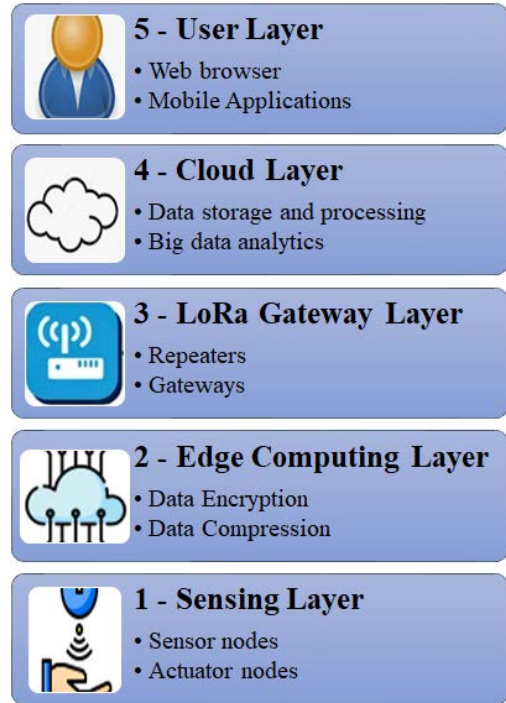 5 - User Layer
• Web browser
• Mobile Applications
4 - Cloud Layer
• Data storage and processing
• Big data analytics
3 - LoRa Gateway Layer
• Repeaters
• Gateways
2 - Edge Computing Layer
• Data Encryption
• Data Compression
1 - Sensing Layer
• Sensor nodes
• Actuator nodes